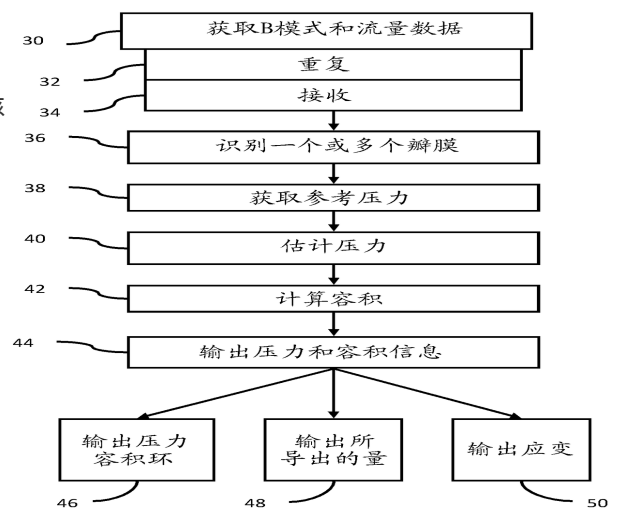 30
获取B模式和流量数据
32
重复
34
接收
36
识别一个或多个瓣膜
38
获取参考压力
40
估计压力
42
计算容积
44
输出压力和容积信息
输出压力
容积环
输出所
导出的量
输出应变
46
48
50